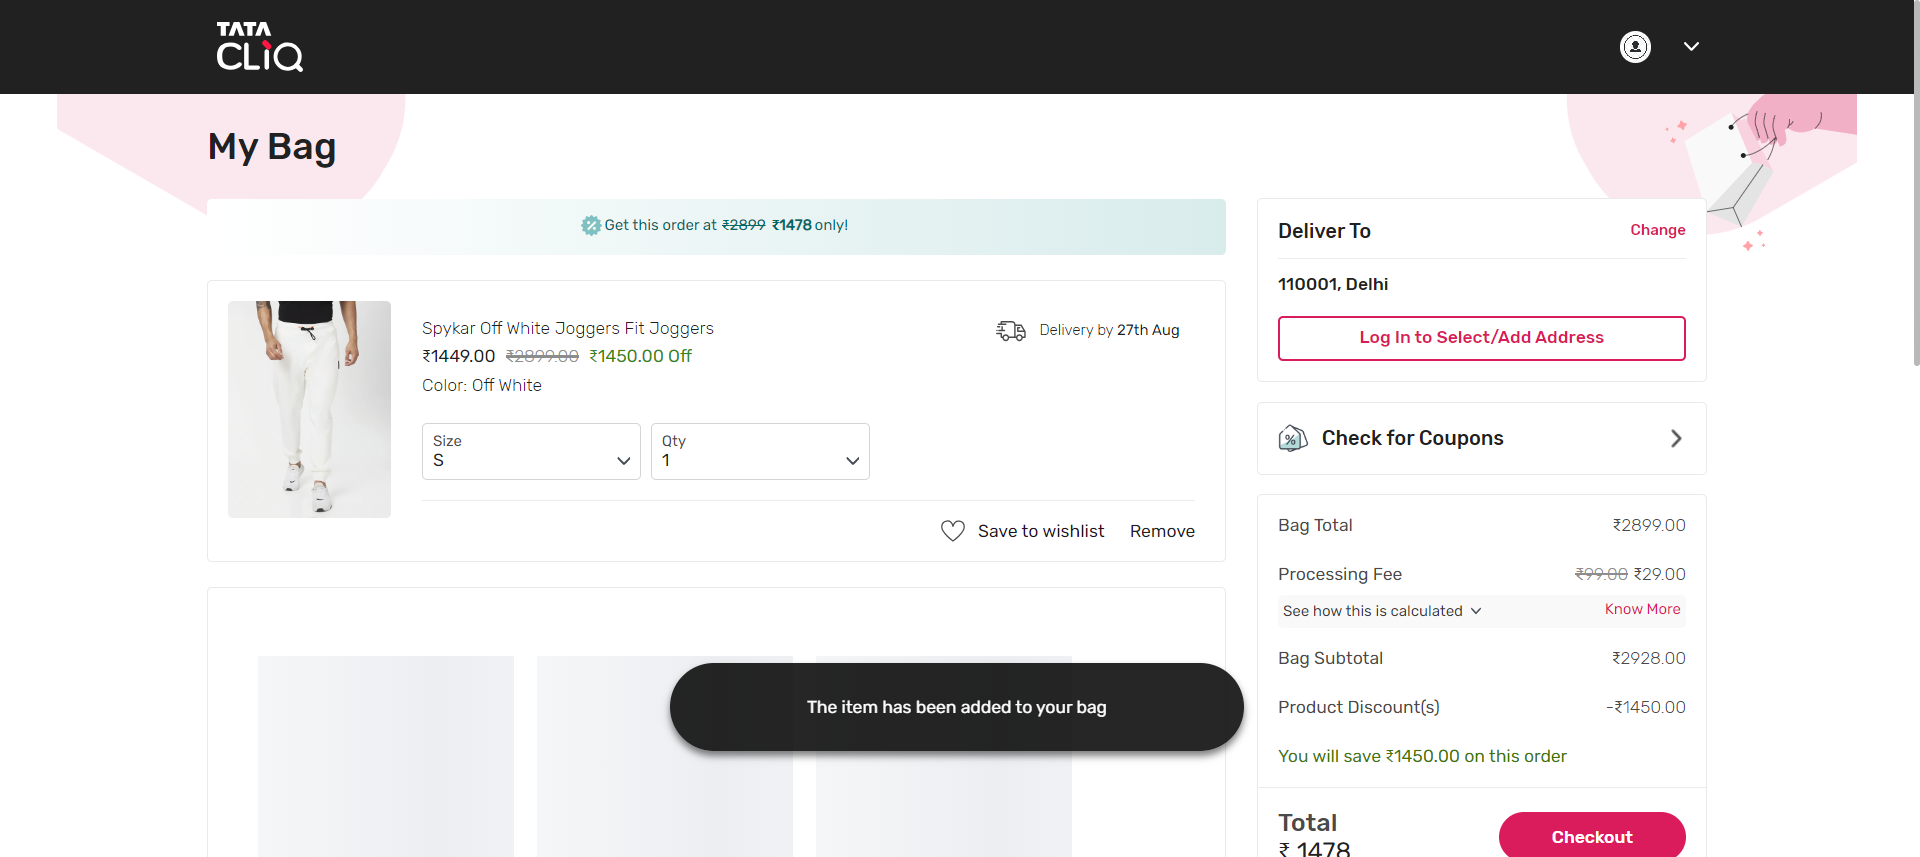 TATA
CLiQ
My Bag
Get this order at ₹2899 ₹1478 only!
Spykar Off White Joggers Fit Joggers
₹1449.00 ₹2899.00 ₹1450.00 Off
Color: Off White
Delivery by 27th Aug
Size
S
Qty
1
Save to wishlist
Remove
The item has been added to your bag
Deliver To
Change
110001, Delhi
Log In to Select/Add Address
Check for Coupons
Bag Total ₹2899.00
Processing Fee ₹99.00 ₹29.00
See how this is calculated Know More
Bag Subtotal ₹2928.00
Product Discount(s) -₹1450.00
You will save ₹1450.00 on this order
Total
₹ 1478
Checkout